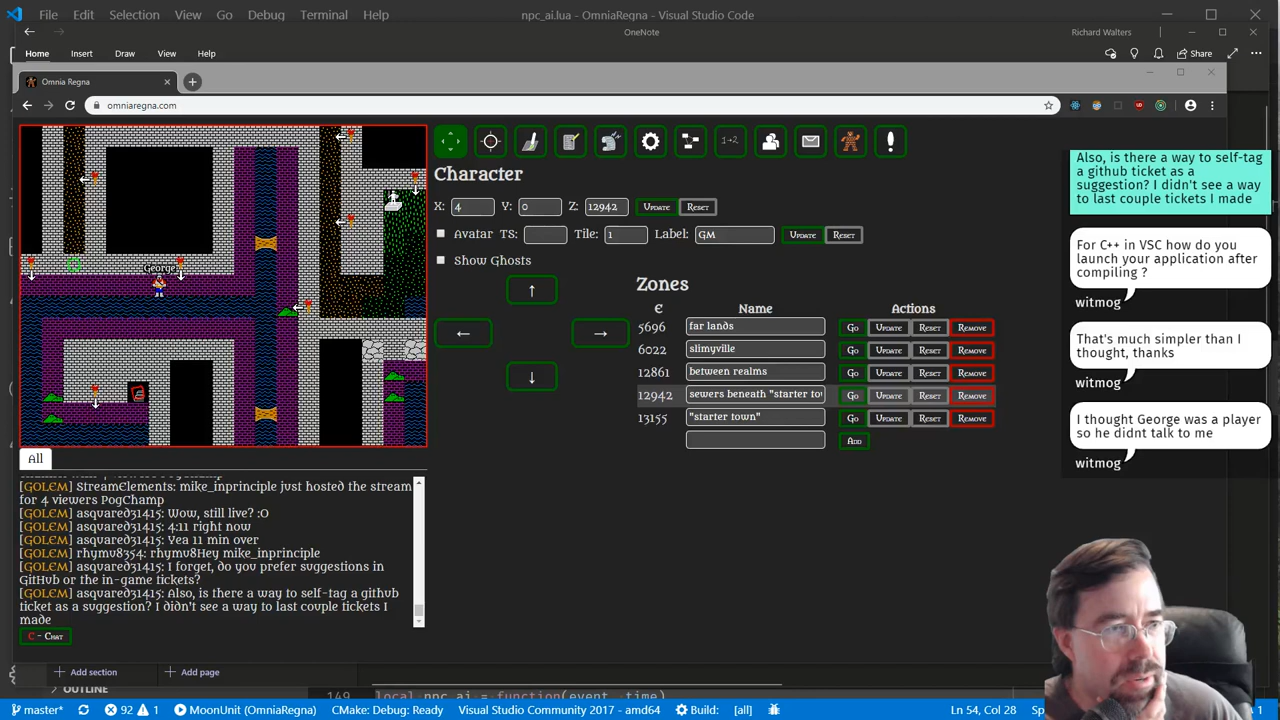 File Edit Selection View Go Debug Terminal Help
npc_ai.lua - OmniaRegna - Visual Studio Code
OneNote
Richard Walters
Home Insert Draw View Help
Share
Omnia Regna
omniaregna.com
1→2
Character
X: 4 Y: 0 Z: 12942 Update Reset
Avatar TS: Tile: 1 Label: GM Update Reset
Show Ghosts
George
Zones
Є Name Actions
5696 far lands Go Update Reset Remove
6022 slimyville Go Update Reset Remove
12861 between realms Go Update Reset Remove
12942 sewers beneath "starter to Go Update Reset Remove
13155 "starter town" Go Update Reset Remove
Add
All
[GOLEM] StreamElements: mike_inprinciple just hosted the stream
for 4 viewers PogChamp
[GOLEM] asquared31415: Wow, still live? :O
[GOLEM] asquared31415: 4:11 right now
[GOLEM] asquared31415: Yea 11 min over
[GOLEM] rhymu8354: rhymu8Hey mike_inprinciple
[GOLEM] asquared31415: I forget, do you prefer suggestions in
GitHub or the in-game tickets?
[GOLEM] asquared31415: Also, is there a way to self-tag a github
ticket as a suggestion? I didn't see a way to last couple tickets I
made
C - Chat
Also, is there a way to self-tag
a github ticket as a
suggestion? I didn't see a way
to last couple tickets I made
For C++ in VSC how do you
launch your application after
compiling ?
witmog
That's much simpler than I
thought, thanks
witmog
I thought George was a player
so he didnt talk to me
witmog
Add section Add page
OUTLINE
149 local npc_ai = function(event, time)
master* 92 1 MoonUnit (OmniaRegna) CMake: Debug: Ready Visual Studio Community 2017 - amd64 Build: [all] Ln 54, Col 28